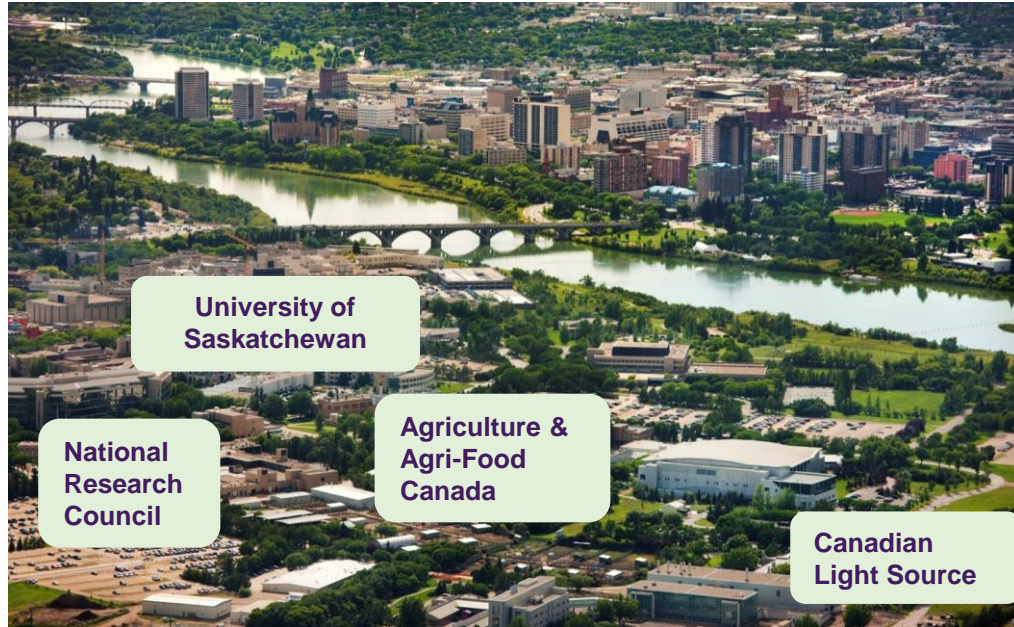 University of
Saskatchewan
National
Research
Council
Agriculture &
Agri-Food
Canada
Canadian
Light Source